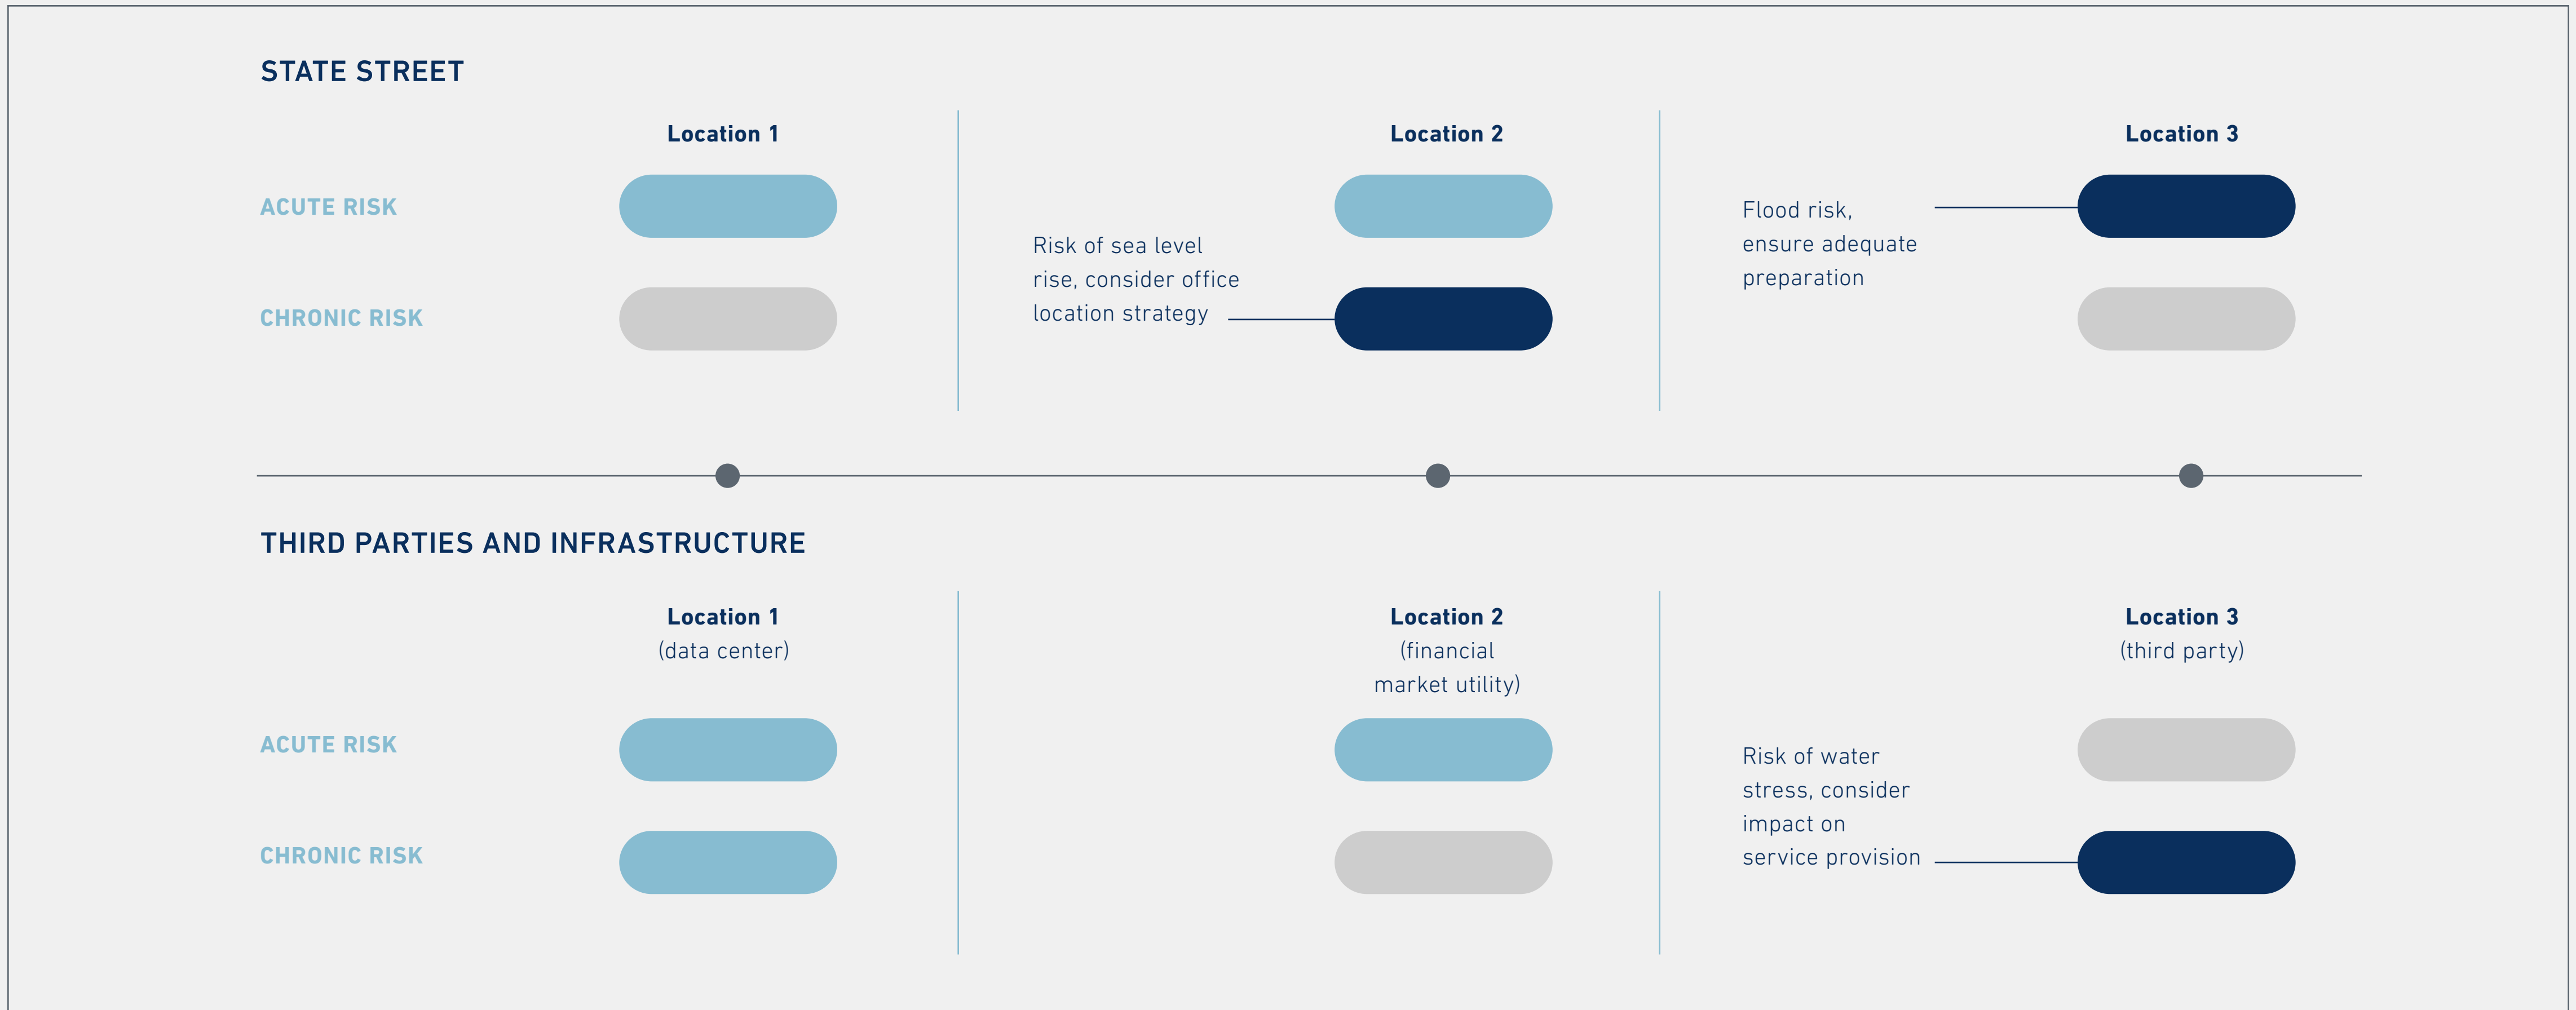 STATE STREET
Location 1
Location 2
Location 3
ACUTE RISK
Flood risk,
ensure adequate
preparation
Risk of sea level
rise, consider office
location strategy
CHRONIC RISK
THIRD PARTIES AND INFRASTRUCTURE
Location 1
(data center)
Location 2
(financial
market utility)
Location 3
(third party)
ACUTE RISK
Risk of water
stress, consider
impact on
service provision
CHRONIC RISK